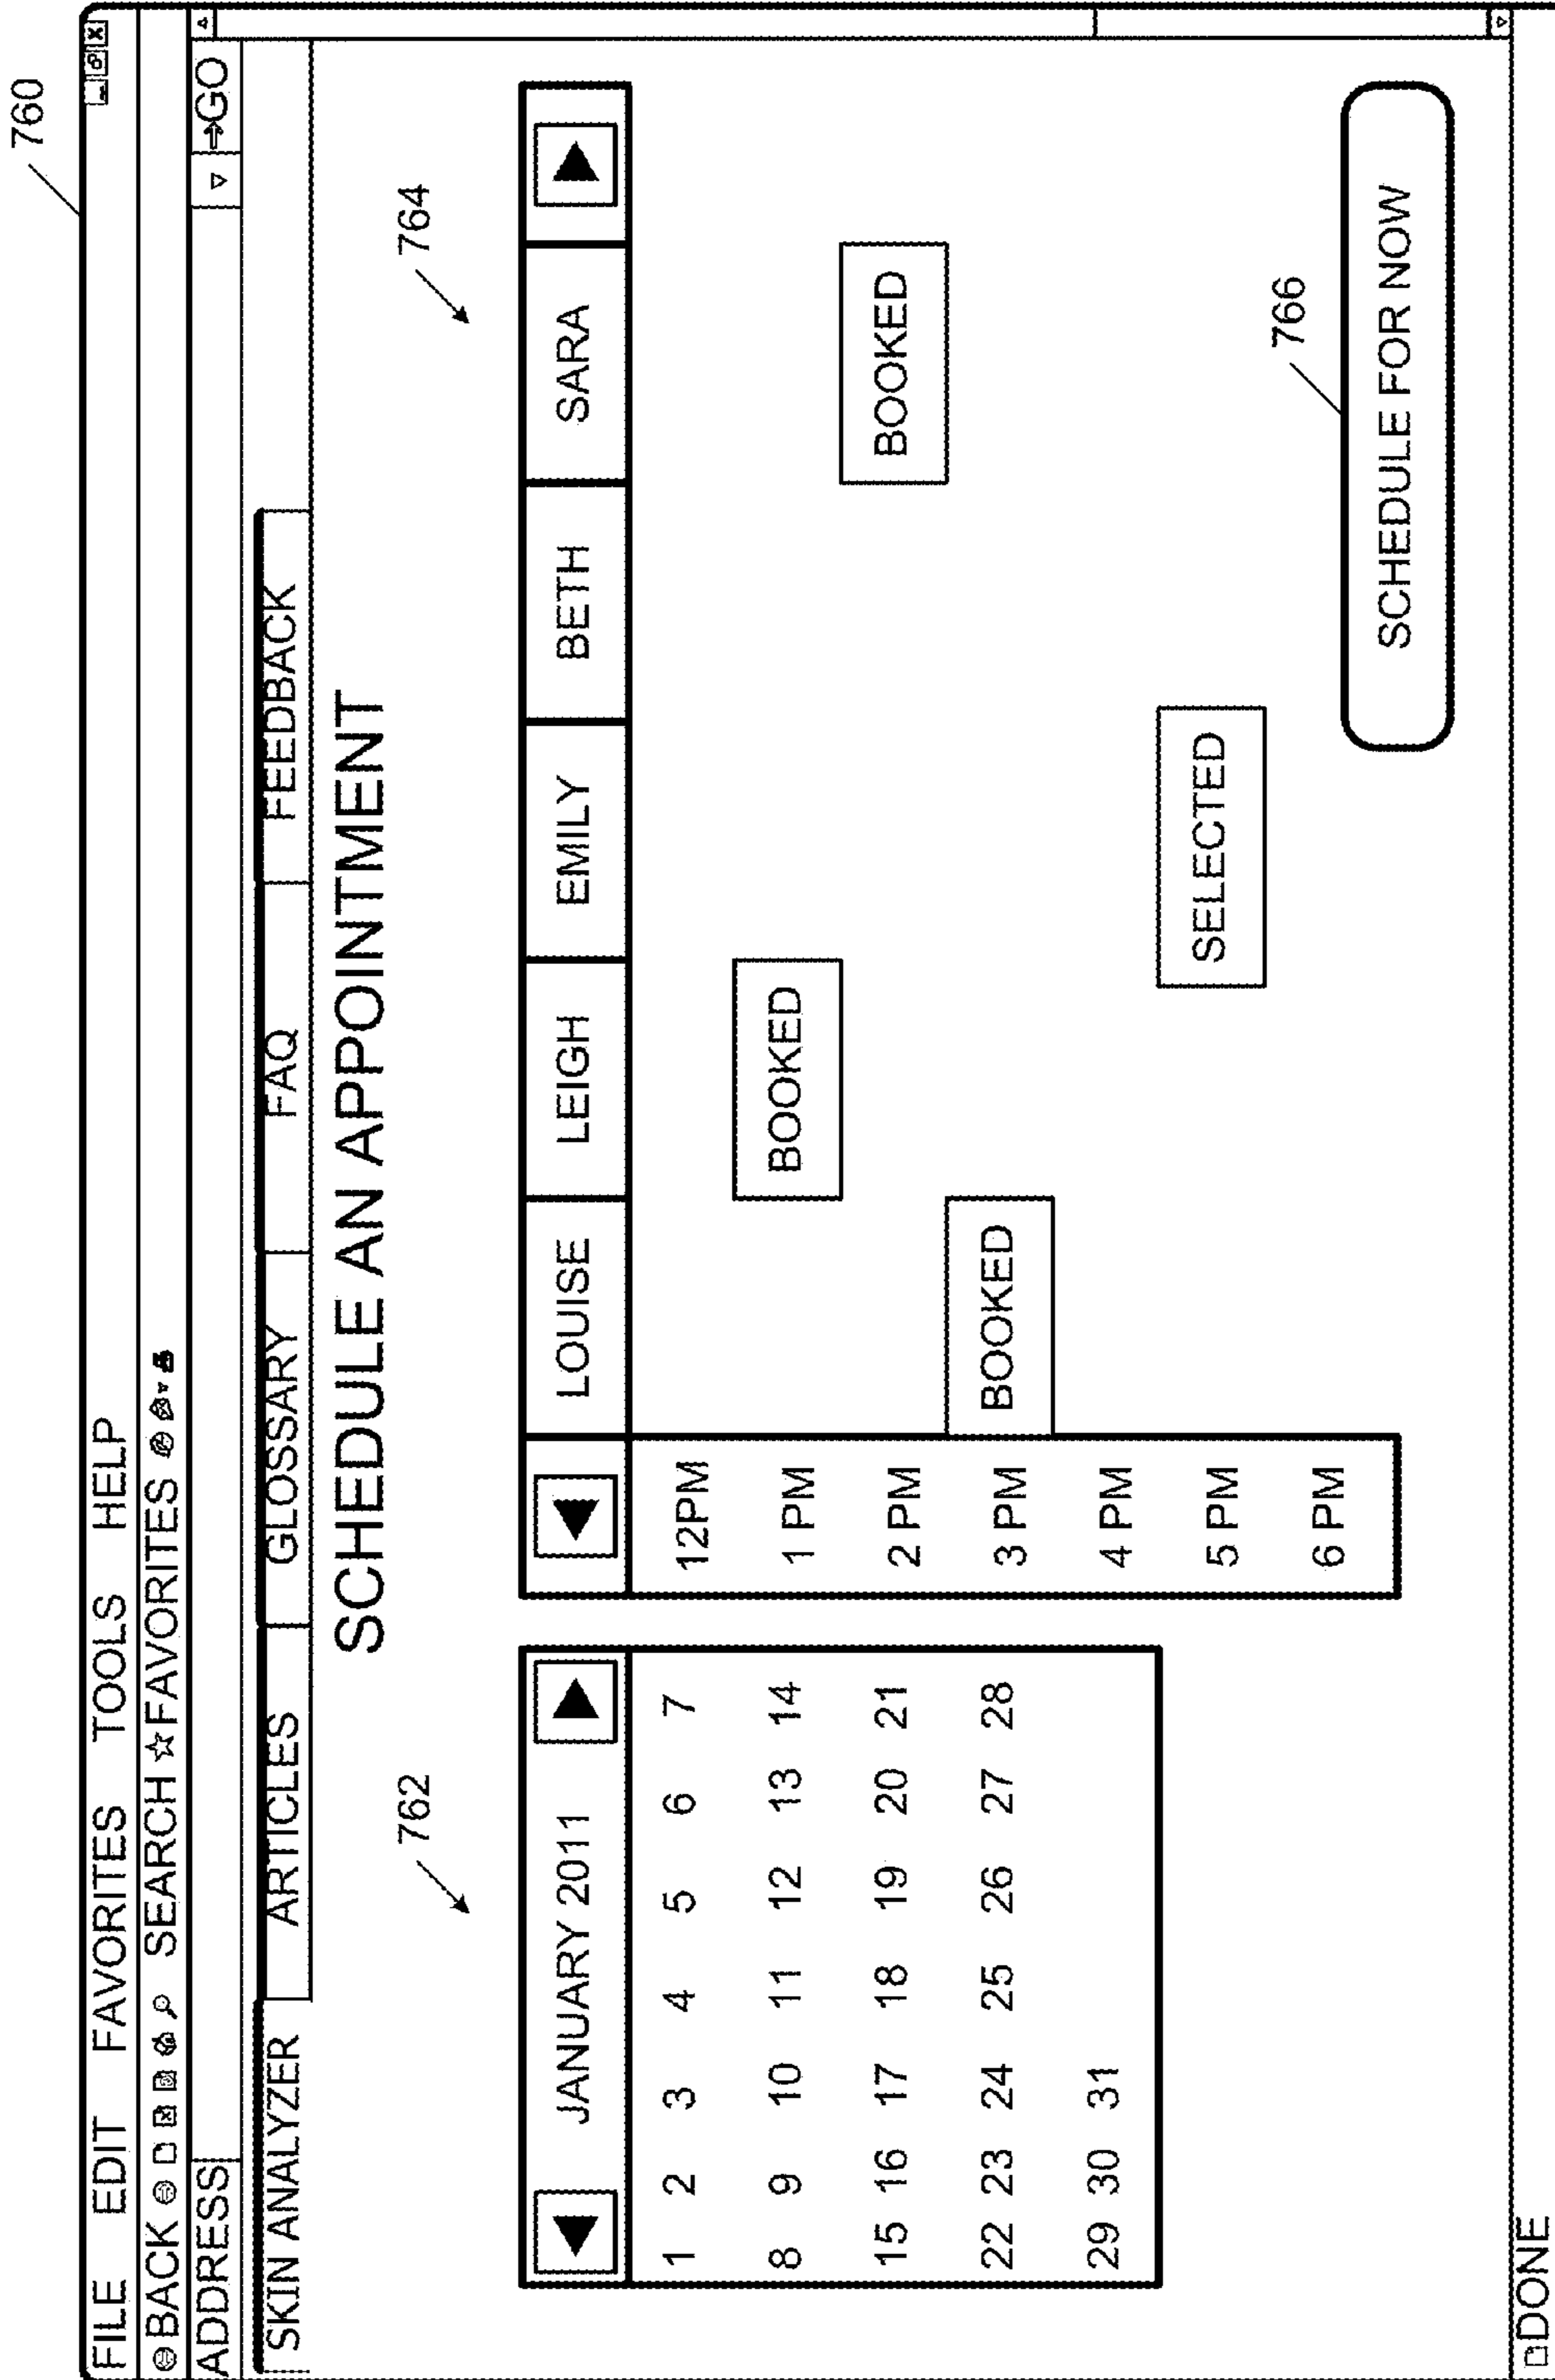 760
FILE EDIT FAVORITES TOOLS HELP
BACK SEARCH FAVORITES
ADDRESS GO
SKIN ANALYZER ARTICLES GLOSSARY FAQ FEEDBACK
SCHEDULE AN APPOINTMENT
762 764
JANUARY 2011 LOUISE LEIGH EMILY BETH SARA
1 2 3 4 5 6 7 12PM
8 9 10 11 12 13 14 1 PM BOOKED
15 16 17 18 19 20 21 2 PM BOOKED
22 23 24 25 26 27 28 3 PM BOOKED
29 30 31 4 PM
5 PM SELECTED
766
6 PM
SCHEDULE FOR NOW
DONE